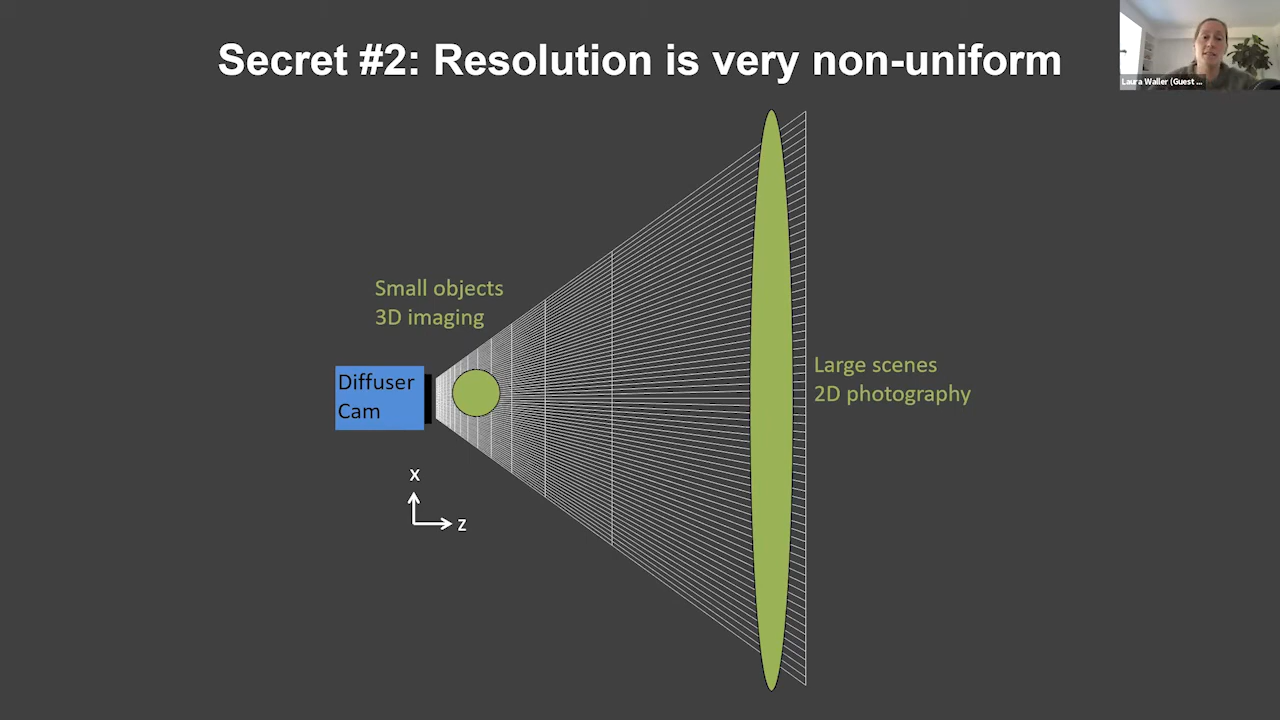 Secret #2: Resolution is very non-uniform
Laura Waller (Guest ...
Small objects
3D imaging
Diffuser
Cam
Large scenes
2D photography
X
Z